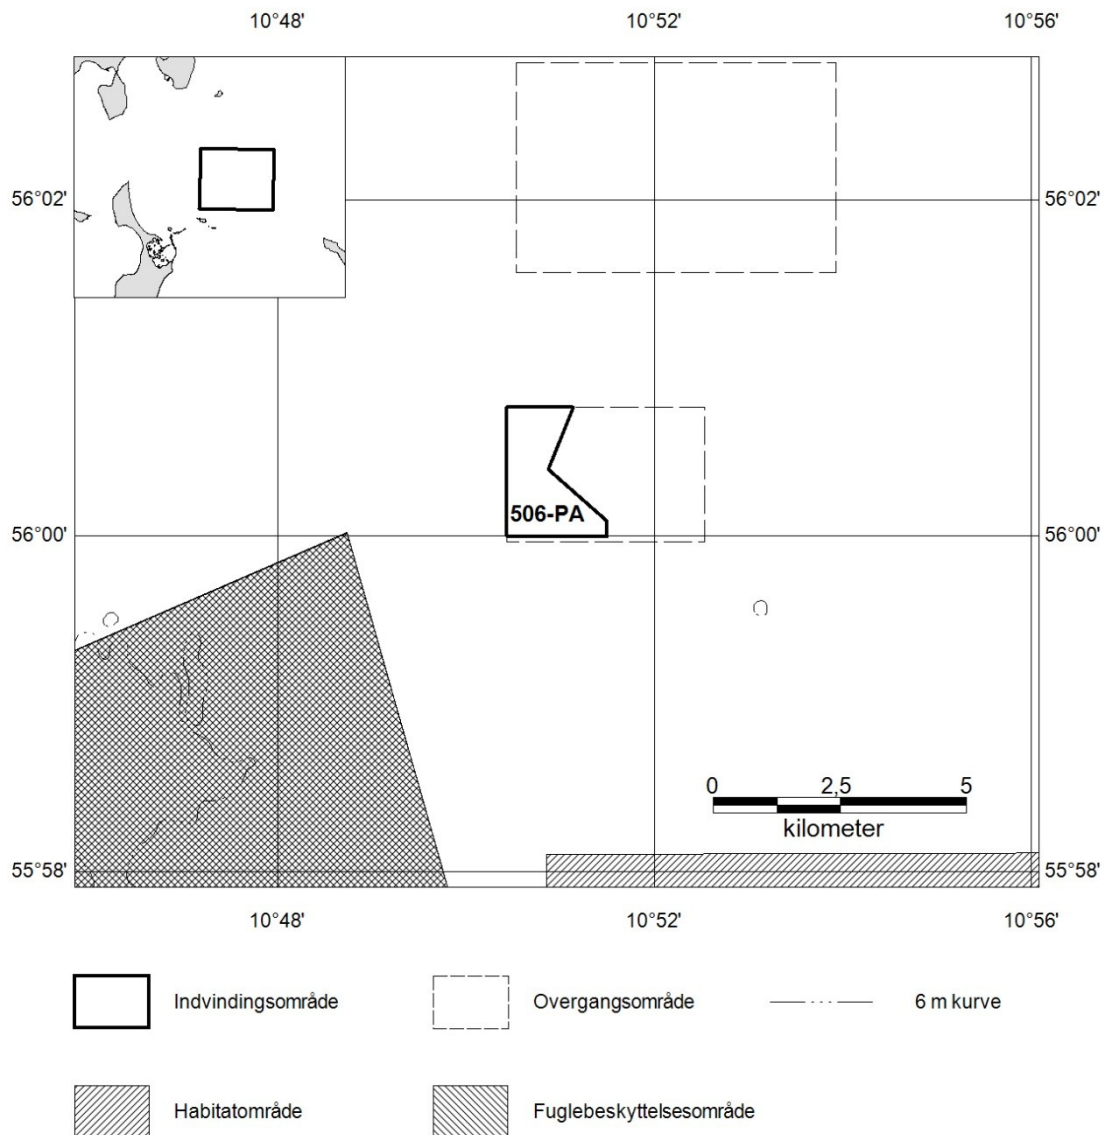 10°48' 10°52' 10°56'
56°02' 56°02'
506-PA
56°00' 56°00'
0 2,5 5
kilometer
55°58' 55°58'
10°48' 10°52' 10°56'
Indvindingsområde Overgangsområde 6 m kurve
Habitatområde Fuglebeskyttelsesområde